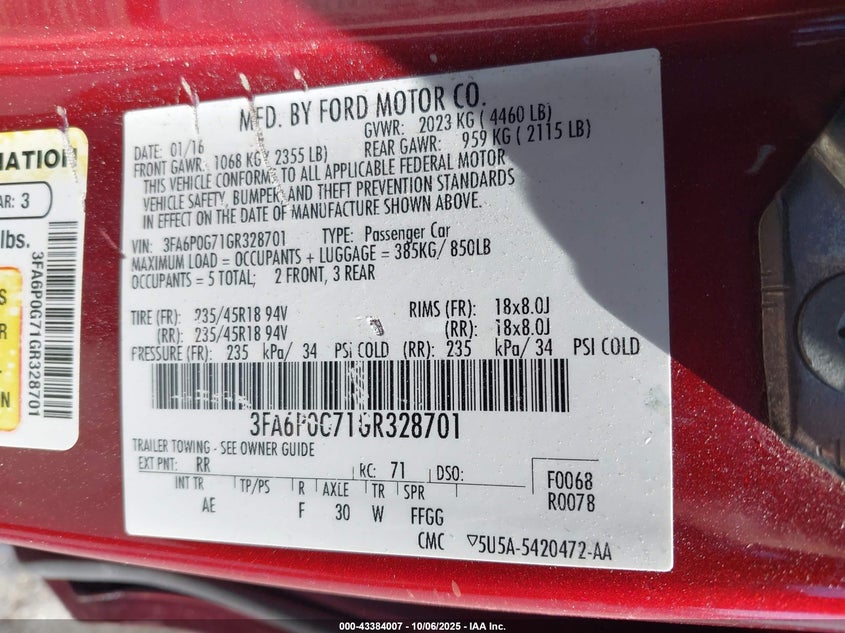 MFD. BY FORD MOTOR CO.
DATE: 01/16
GVWR: 2023 KG ( 4460 LB)
FRONT GAWR: 1068 KG ( 2355 LB)
REAR GAWR: 959 KG ( 2115 LB)
THIS VEHICLE CONFORMS TO ALL APPLICABLE FEDERAL MOTOR
VEHICLE SAFETY, BUMPER, AND THEFT PREVENTION STANDARDS
IN EFFECT ON THE DATE OF MANUFACTURE SHOWN ABOVE.
VIN: 3FA6P0G71GR328701 TYPE: Passenger Car
MAXIMUM LOAD = OCCUPANTS + LUGGAGE = 385KG/ 850LB
OCCUPANTS = 5 TOTAL; 2 FRONT, 3 REAR
TIRE (FR): 235/45R18 94V RIMS (FR): 18x8.0J
(RR): 235/45R18 94V (RR): 18x8.0J
PRESSURE (FR): 235 kPa/ 34 PSI COLD (RR): 235 kPa/ 34 PSI COLD
3FA6P0G71GR328701
TRAILER TOWING - SEE OWNER GUIDE
EXT PNT: RR RC: 71 DSO:
F0068
R0078
INT TR TP/PS R AXLE TR SPR
AE F 30 W FFGG
CMC ▽5U5A-5420472-AA
MATION
AR: 3
lbs.
3FA6P0G71GR328701
S
R
N
000-43384007 - 10/06/2025 - IAA Inc.